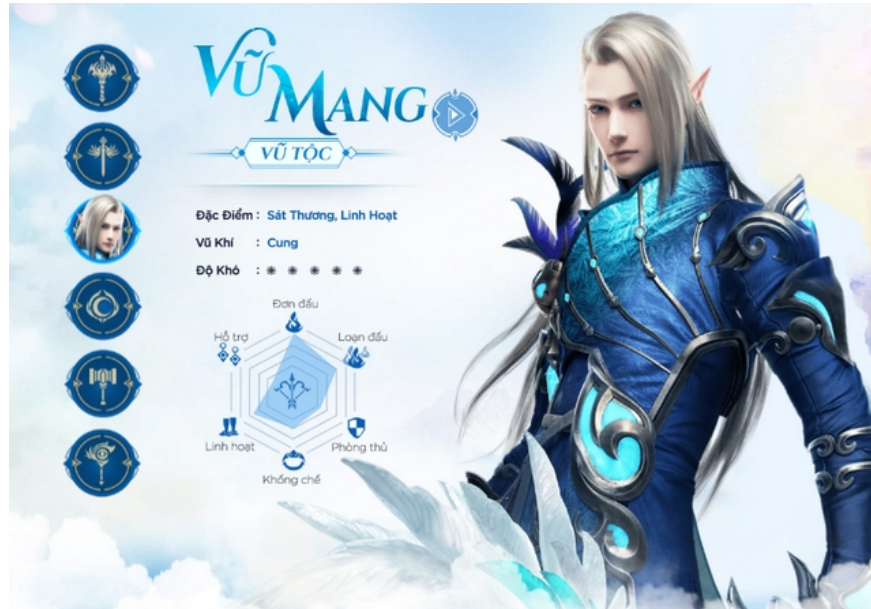 Vũ
Mang
VŨ TỘC
Đặc Điểm : Sát Thương, Linh Hoạt
Vũ Khí : Cung
Độ Khó :
Đơn đấu
Hỗ trợ
Loạn đấu
Linh hoạt
Phòng thủ
Khống chế